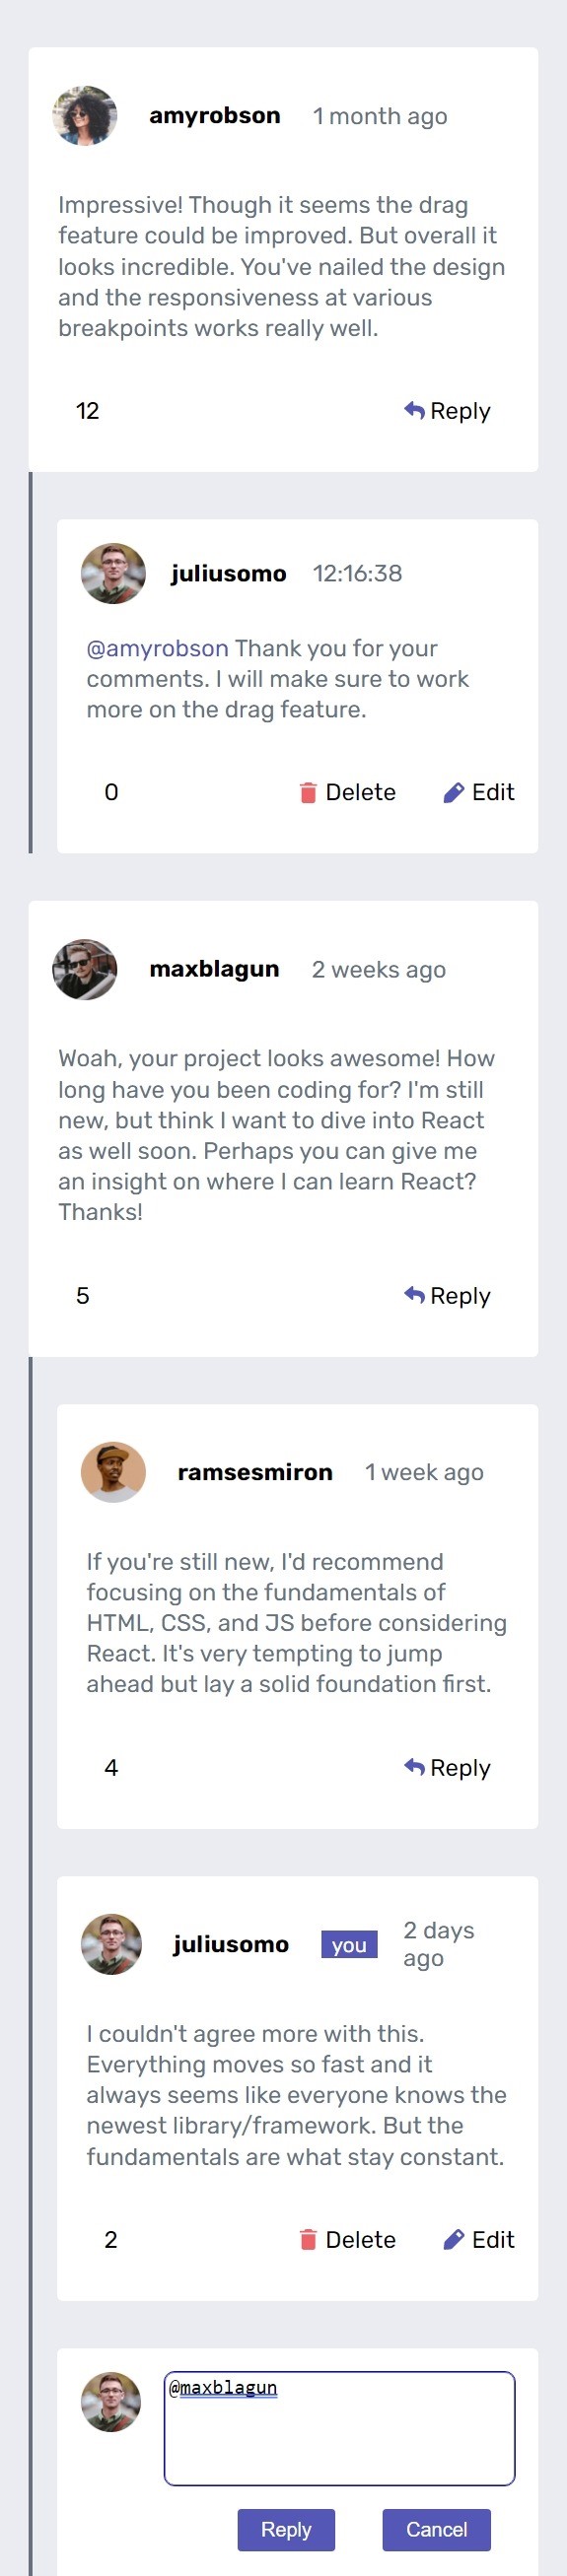 amyrobson 1 month ago
Impressive! Though it seems the drag
feature could be improved. But overall it
looks incredible. You've nailed the design
and the responsiveness at various
breakpoints works really well.
12 Reply
juliusomo 12:16:38
@amyrobson Thank you for your
comments. I will make sure to work
more on the drag feature.
0 Delete Edit
maxblagun 2 weeks ago
Woah, your project looks awesome! How
long have you been coding for? I'm still
new, but think I want to dive into React
as well soon. Perhaps you can give me
an insight on where I can learn React?
Thanks!
5 Reply
ramsesmiron 1 week ago
If you're still new, I'd recommend
focusing on the fundamentals of
HTML, CSS, and JS before considering
React. It's very tempting to jump
ahead but lay a solid foundation first.
4 Reply
juliusomo you 2 days
ago
I couldn't agree more with this.
Everything moves so fast and it
always seems like everyone knows the
newest library/framework. But the
fundamentals are what stay constant.
2 Delete Edit
@maxblagun
Reply Cancel